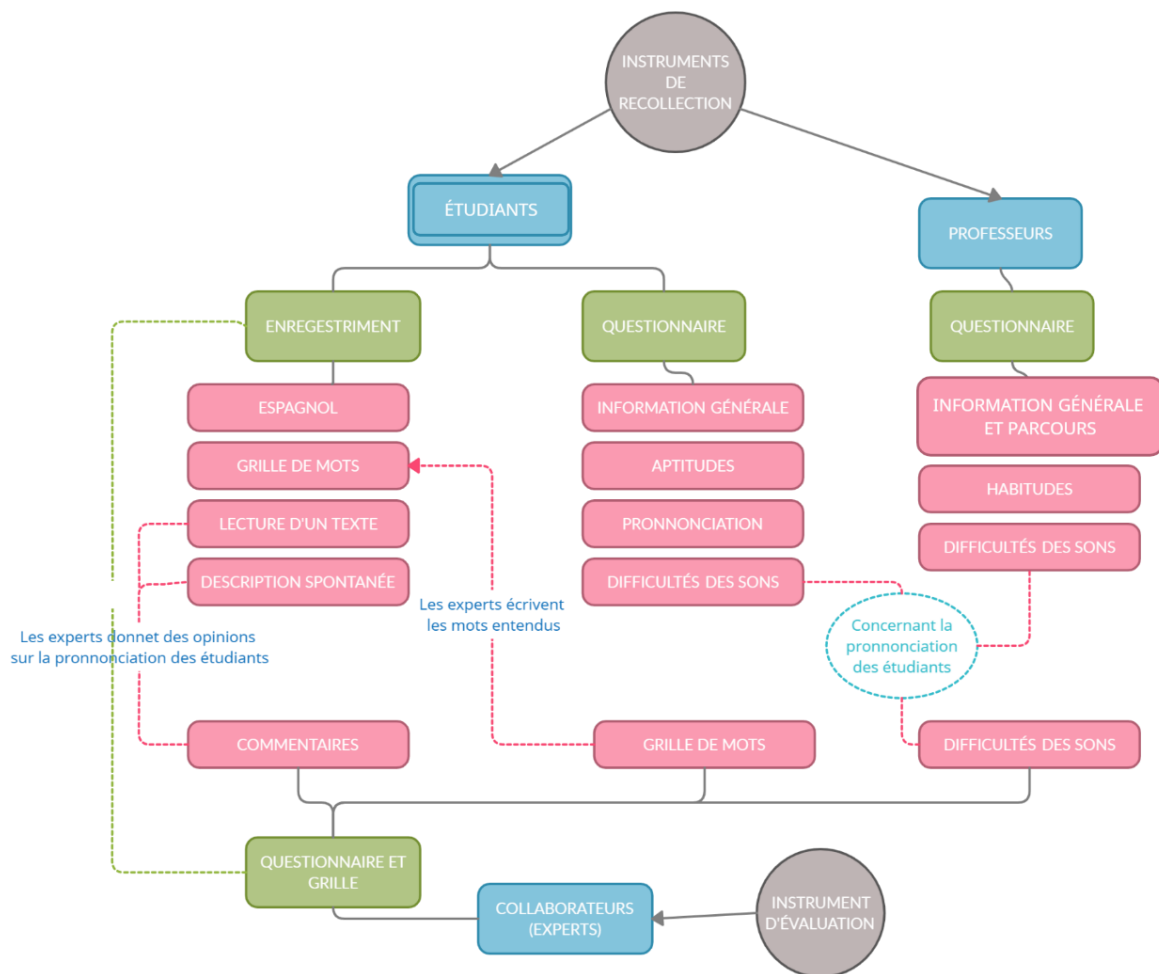 INSTRUMENTS
DE
RECOLLECTION
ÉTUDIANTS
PROFESSEURS
ENREGESTRIMENT
QUESTIONNAIRE
QUESTIONNAIRE
ESPAGNOL
INFORMATION GÉNÉRALE
INFORMATION GÉNÉRALE
ET PARCOURS
GRILLE DE MOTS
APTITUDES
HABITUDES
LECTURE D'UN TEXTE
PRONNONCIATION
DIFFICULTÉS DES SONS
DESCRIPTION SPONTANÉE
DIFFICULTÉS DES SONS
Les experts écrivent
les mots entendus
Les experts donnet des opinions
sur la pronnonciation des étudiants
Concernant la
pronnonciation
des étudiants
COMMENTAIRES
GRILLE DE MOTS
DIFFICULTÉS DES SONS
QUESTIONNAIRE ET
GRILLE
COLLABORATEURS
(EXPERTS)
INSTRUMENT
D'ÉVALUATION